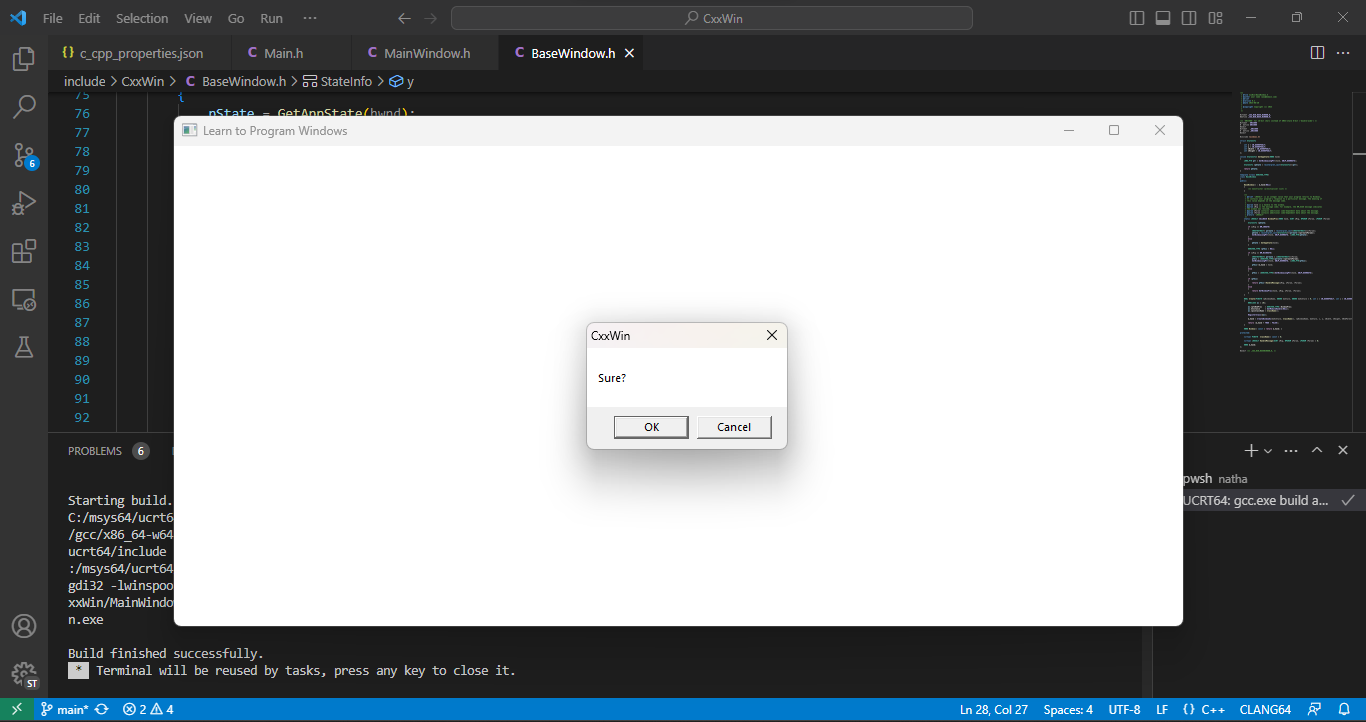 File Edit Selection View Go Run ···
CxxWin
{} c_cpp_properties.json C Main.h C MainWindow.h C BaseWindow.h
include > CxxWin > C BaseWindow.h > StateInfo > y
75 {
76 pState = GetAppState(hwnd);
77
78
79
80
81
82
83
84
85
86
87
88
89
90
91
92
Learn to Program Windows
CxxWin
Sure?
OK Cancel
PROBLEMS 6
pwsh natha
UCRT64: gcc.exe build a...
Starting build.
C:/msys64/ucrt6
/gcc/x86_64-w64
ucrt64/include
:/msys64/ucrt64
gdi32 -lwinspoo
xxWin/MainWindo
n.exe
Build finished successfully.
* Terminal will be reused by tasks, press any key to close it.
6
ST
main* 2 4 Ln 28, Col 27 Spaces: 4 UTF-8 LF {} C++ CLANG64